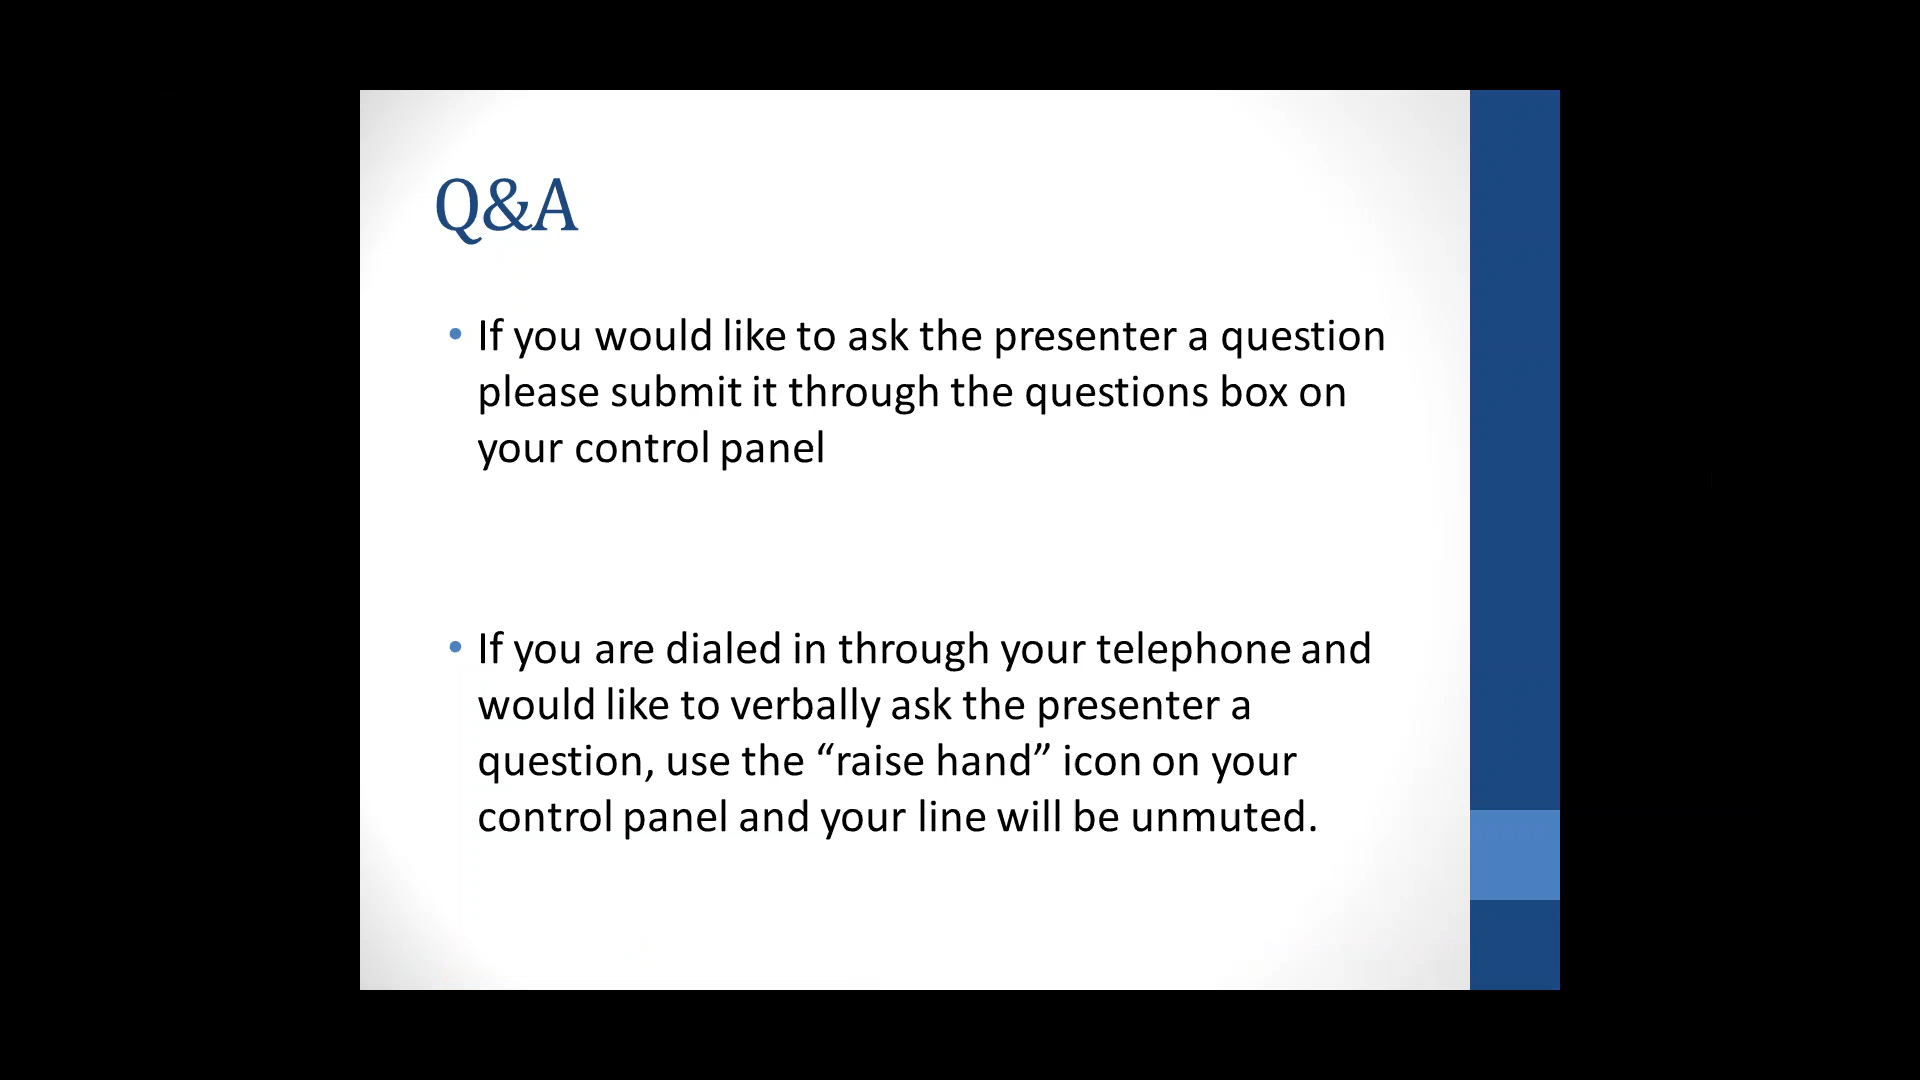 Q&A
• If you would like to ask the presenter a question
please submit it through the questions box on
your control panel
• If you are dialed in through your telephone and
would like to verbally ask the presenter a
question, use the “raise hand” icon on your
control panel and your line will be unmuted.